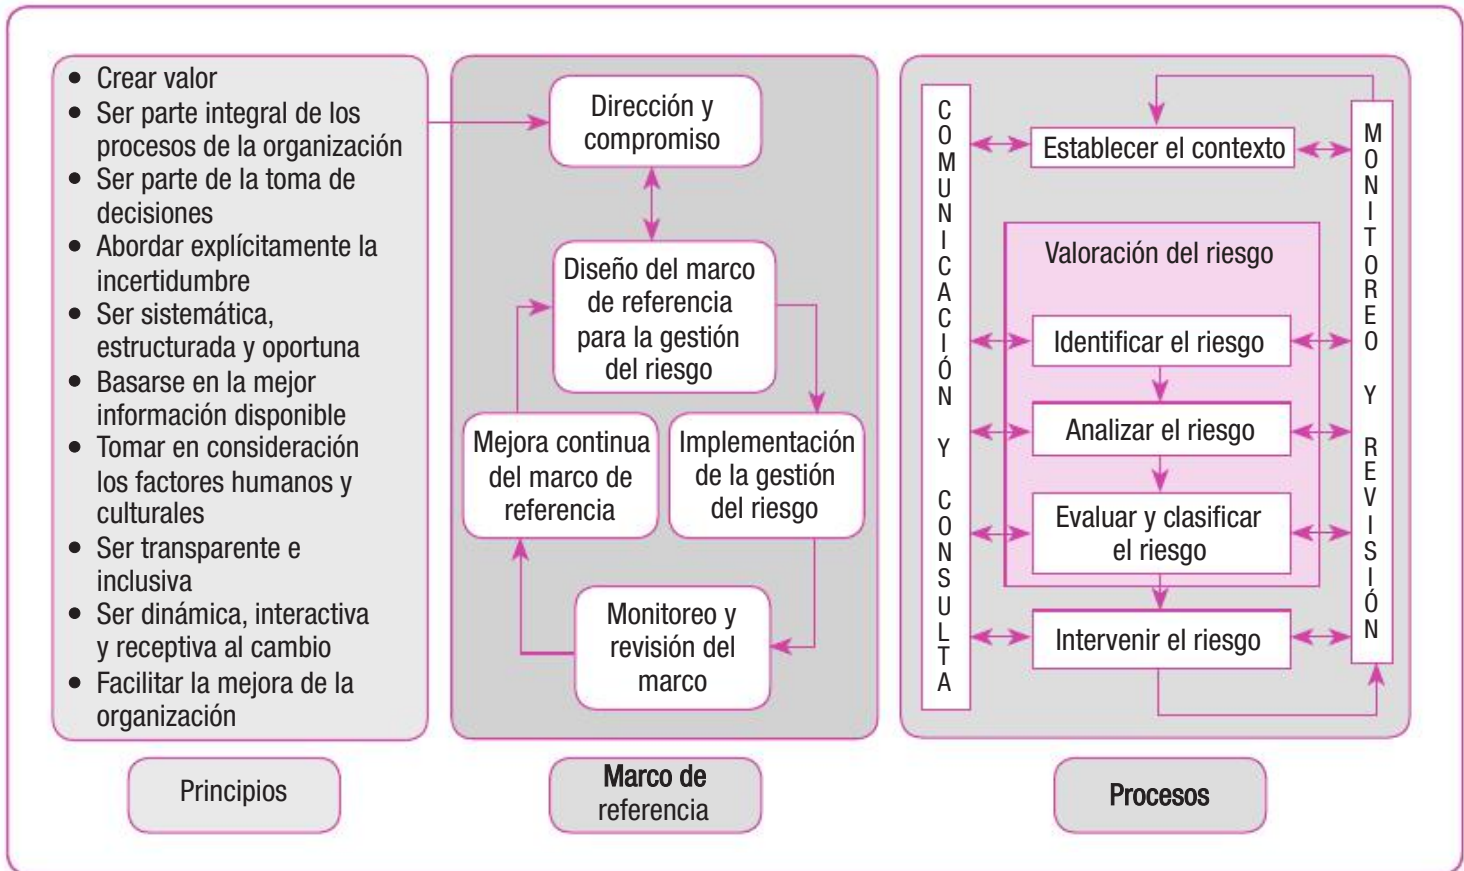 • Crear valor
• Ser parte integral de los
procesos de la organización
• Ser parte de la toma de
decisiones
• Abordar explícitamente la
incertidumbre
• Ser sistemática,
estructurada y oportuna
• Basarse en la mejor
información disponible
• Tomar en consideración
los factores humanos y
culturales
• Ser transparente e
inclusiva
• Ser dinámica, interactiva
y receptiva al cambio
• Facilitar la mejora de la
organización
Principios
Dirección y
compromiso
Diseño del marco
de referencia
para la gestión
del riesgo
Mejora continua
del marco de
referencia
Implementación
de la gestión
del riesgo
Monitoreo y
revisión del
marco
Marco de
referencia
COMUNICACIÓN Y CONSULTA
Establecer el contexto
Valoración del riesgo
Identificar el riesgo
Analizar el riesgo
Evaluar y clasificar
el riesgo
Intervenir el riesgo
MONITOREO Y REVISIÓN
Procesos